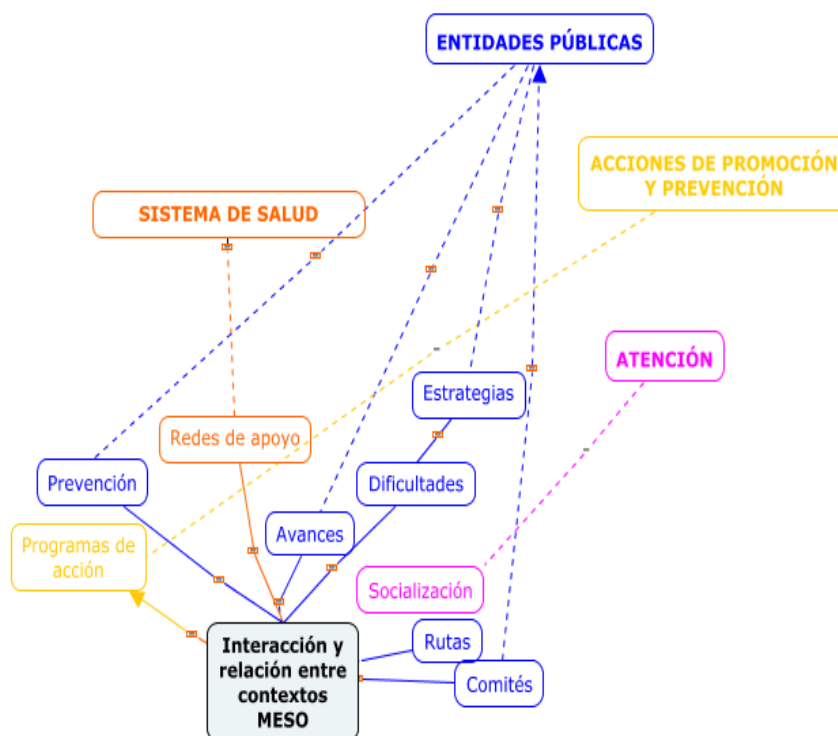 ENTIDADES PÚBLICAS
ACCIONES DE PROMOCIÓN
Y PREVENCIÓN
SISTEMA DE SALUD
ATENCIÓN
Estrategias
Redes de apoyo
Prevención
Dificultades
Avances
Programas de
acción
Socialización
Interacción y
relación entre
contextos
MESO
Rutas
Comités